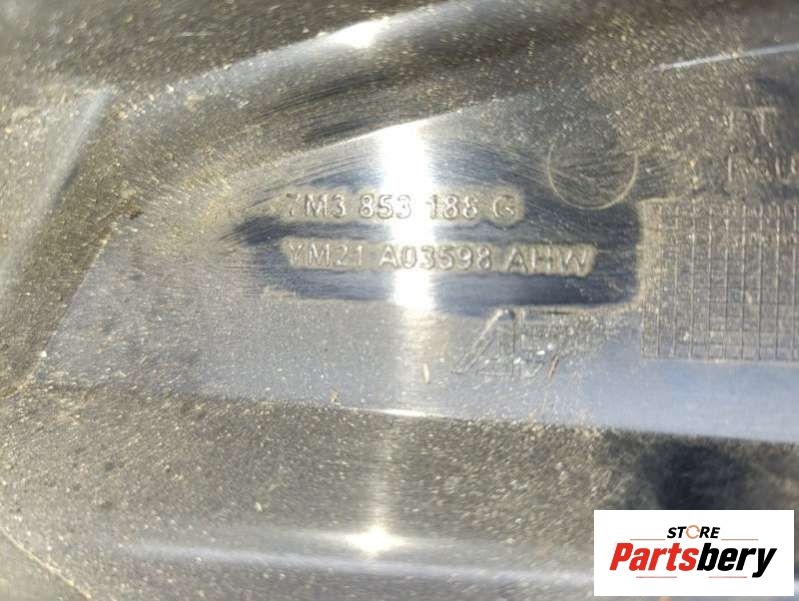 7M3 853 188 G
YM21 A03598 AHW
STORE
Partsbery